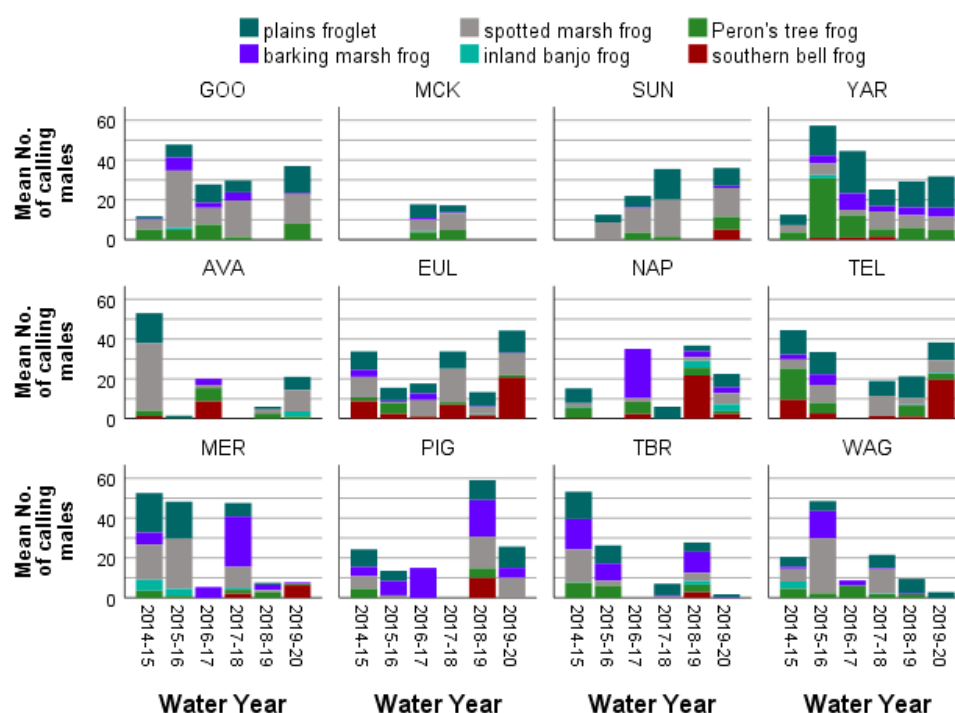 plains froglet spotted marsh frog Peron's tree frog
barking marsh frog inland banjo frog southern bell frog
GOO MCK SUN YAR
Mean No.
of calling
males
60
40
20
0
AVA EUL NAP TEL
Mean No.
of calling
males
60
40
20
0
MER PIG TBR WAG
Mean No.
of calling
males
60
40
20
0
2014-15 2015-16 2016-17 2017-18 2018-19 2019-20 2014-15 2015-16 2016-17 2017-18 2018-19 2019-20 2014-15 2015-16 2016-17 2017-18 2018-19 2019-20 2014-15 2015-16 2016-17 2017-18 2018-19 2019-20
Water Year Water Year Water Year Water Year